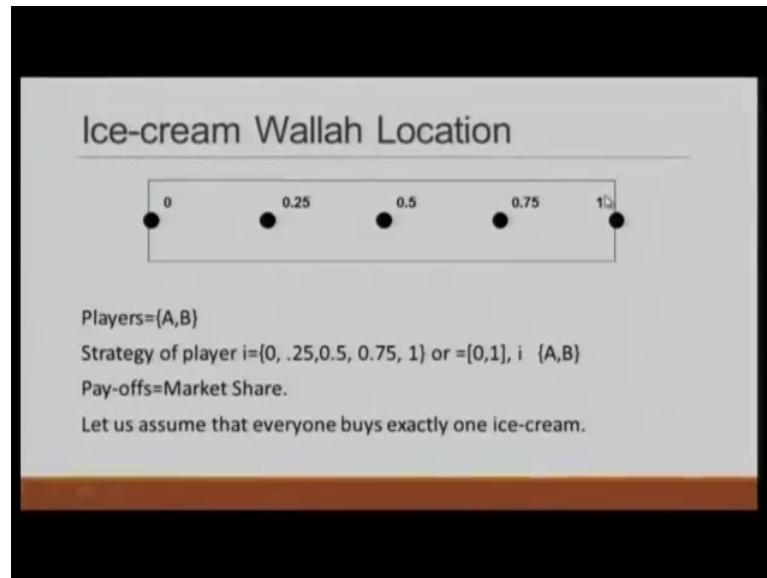 Ice-cream Wallah Location
0 0.25 0.5 0.75 1
Players={A,B}
Strategy of player i={0, .25,0.5, 0.75, 1} or =[0,1], i {A,B}
Pay-offs=Market Share.
Let us assume that everyone buys exactly one ice-cream.